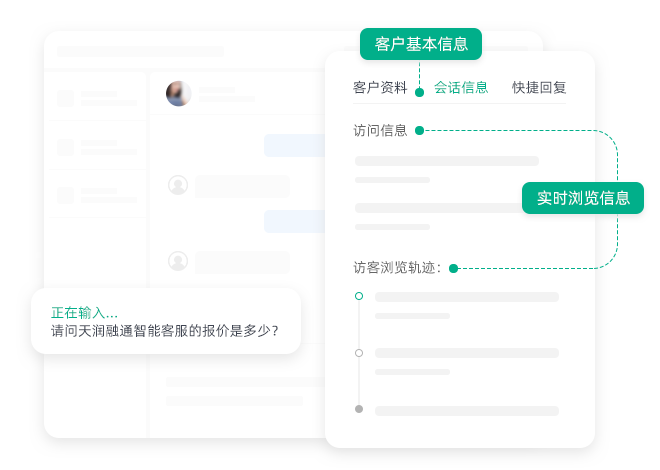 客户基本信息
客户资料 会话信息 快捷回复
访问信息
实时浏览信息
访客浏览轨迹：
正在输入...
请问天润融通智能客服的报价是多少？